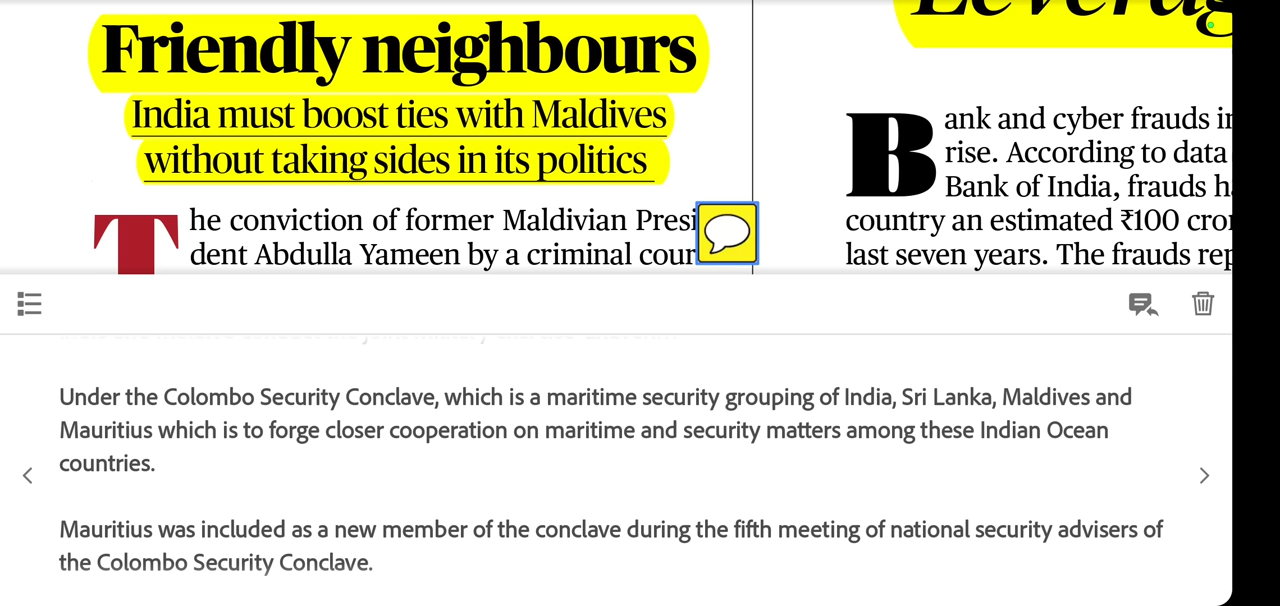 Friendly neighbours
India must boost ties with Maldives
without taking sides in its politics
The conviction of former Maldivian Presi
dent Abdulla Yameen by a criminal cour
Bank and cyber frauds in
rise. According to data
Bank of India, frauds h
country an estimated ₹100 cror
last seven years. The frauds rep
Under the Colombo Security Conclave, which is a maritime security grouping of India, Sri Lanka, Maldives and
Mauritius which is to forge closer cooperation on maritime and security matters among these Indian Ocean
countries.
Mauritius was included as a new member of the conclave during the fifth meeting of national security advisers of
the Colombo Security Conclave.